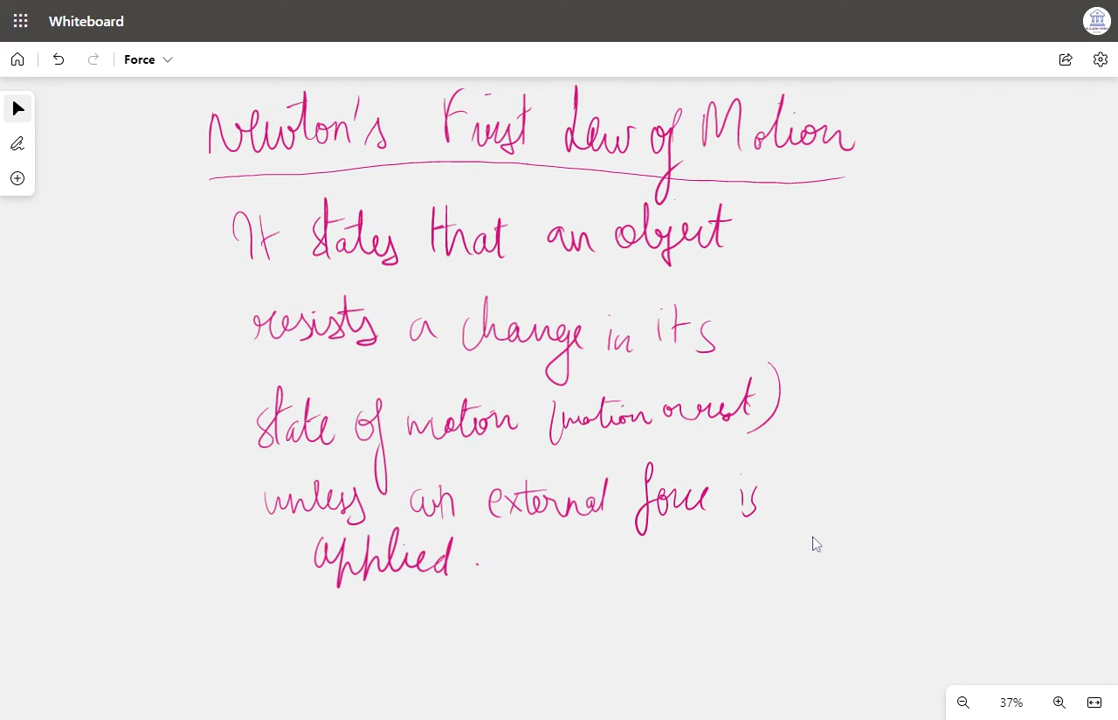 Whiteboard
Force
Newton's First Law of Motion
It states that an object
resists a change in its
state of motion (motion or rest)
unless an external force is
applied.
37%